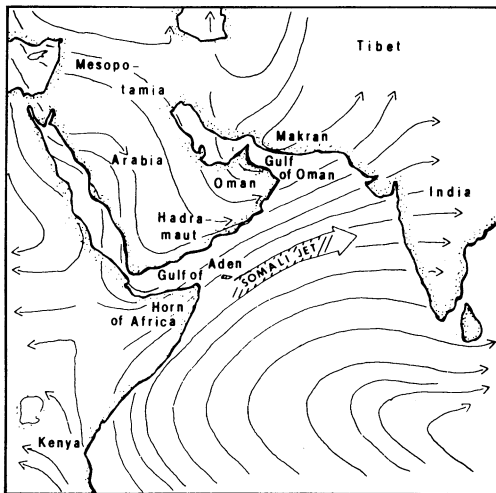 Tibet
Mesopo-
tamia
Makran
Arabia
Gulf
of Oman
Oman
India
Hadra-
maut
Aden
Gulf of
SOMALI JET
Horn
of Africa
Kenya